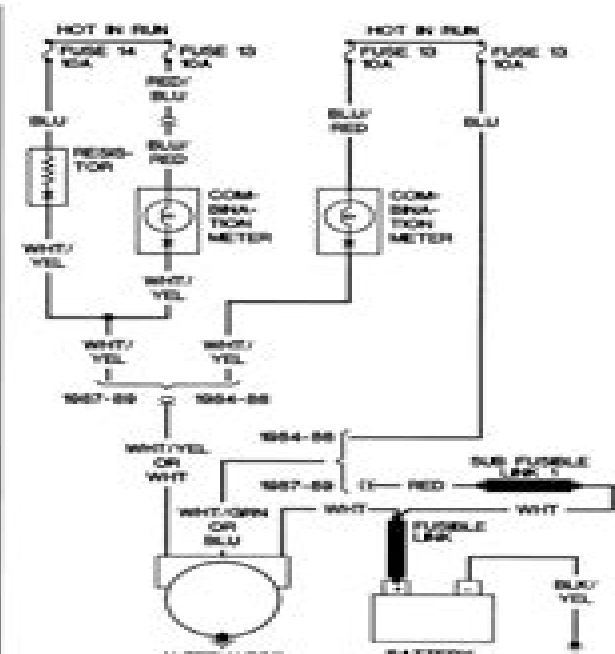 HOT IN RUN
FUSE 14
10A
FUSE 13
10A
RED/
BLU
BLU
BLU/
RED
RESIS-
TOR
COM-
BINA-
TION
METER
WHT/
YEL
WHT/
YEL
WHT/
YEL
1987-89
HOT IN RUN
FUSE 13
10A
FUSE 13
10A
BLU/
RED
BLU
COM-
BINA-
TION
METER
WHT/
YEL
1984-86
WHT/YEL
OR
WHT
1984-86
1987-89
RED
SUB FUSIBLE
LINK 1
WHT/GRN
OR
BLU
WHT
FUSIBLE
LINK
WHT
+
-
BLK/
YEL
BATTERY